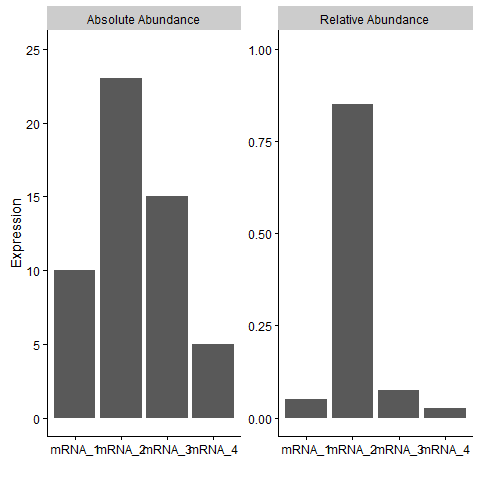 Absolute Abundance
Relative Abundance
Expression
25
20
15
10
5
0
mRNA_1 mRNA_2 mRNA_3 mRNA_4
1.00
0.75
0.50
0.25
0.00
mRNA_1 mRNA_2 mRNA_3 mRNA_4